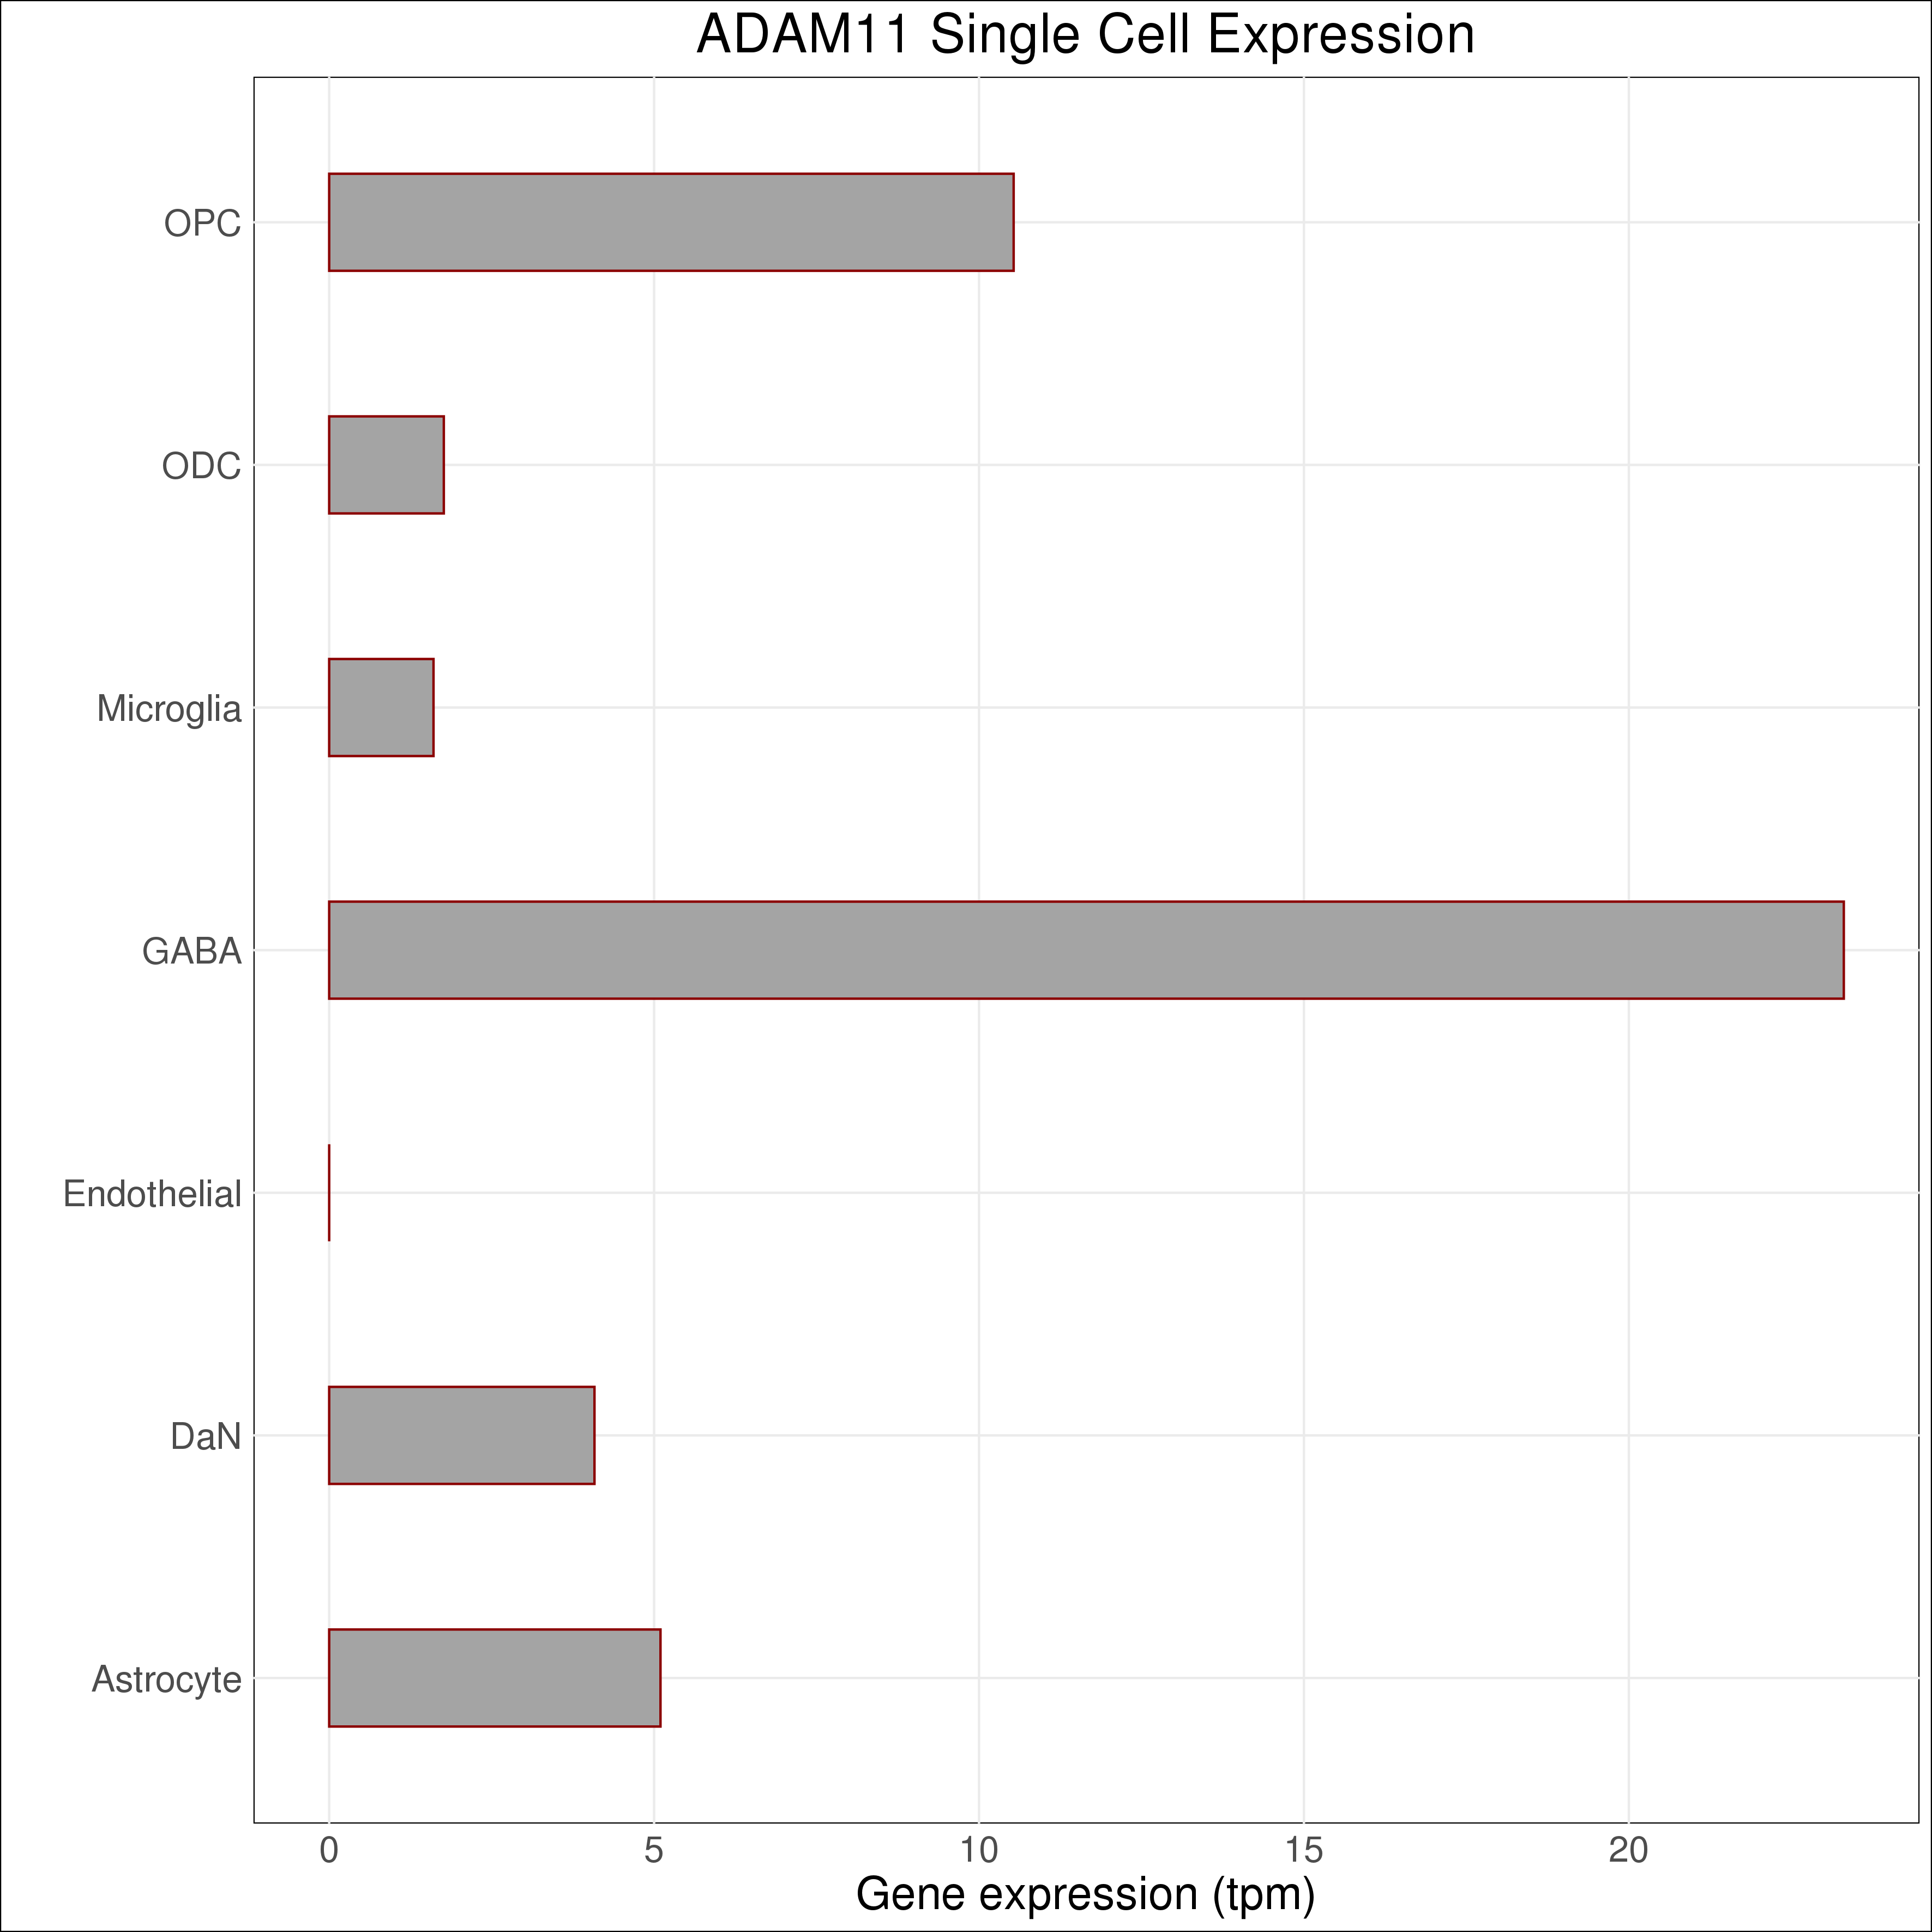 ADAM11 Single Cell Expression
OPC
ODC
Microglia
GABA
Endothelial
DaN
Astrocyte
0 5 10 15 20
Gene expression (tpm)